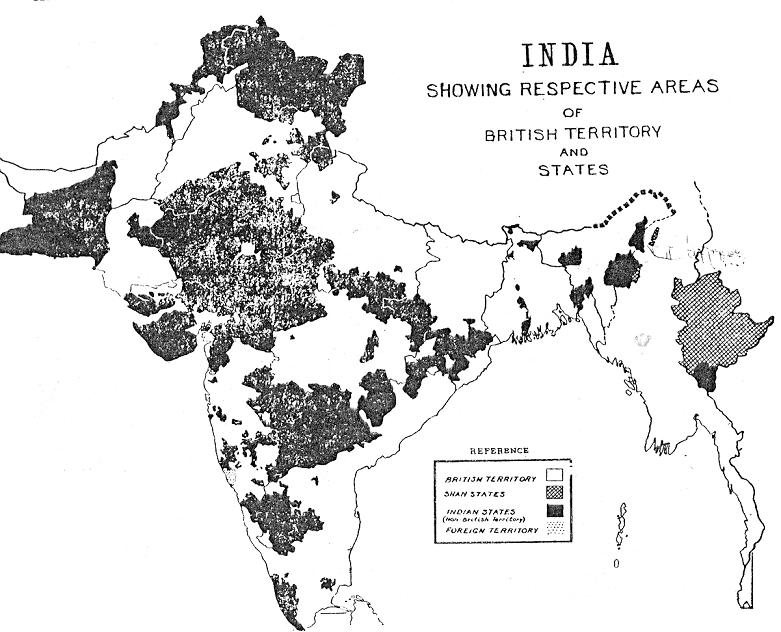 INDIA
SHOWING RESPECTIVE AREAS
OF
BRITISH TERRITORY
AND
STATES
REFERENCE
BRITISH TERRITORY
SHAN STATES
INDIAN STATES
(Non British Territory)
FOREIGN TERRITORY